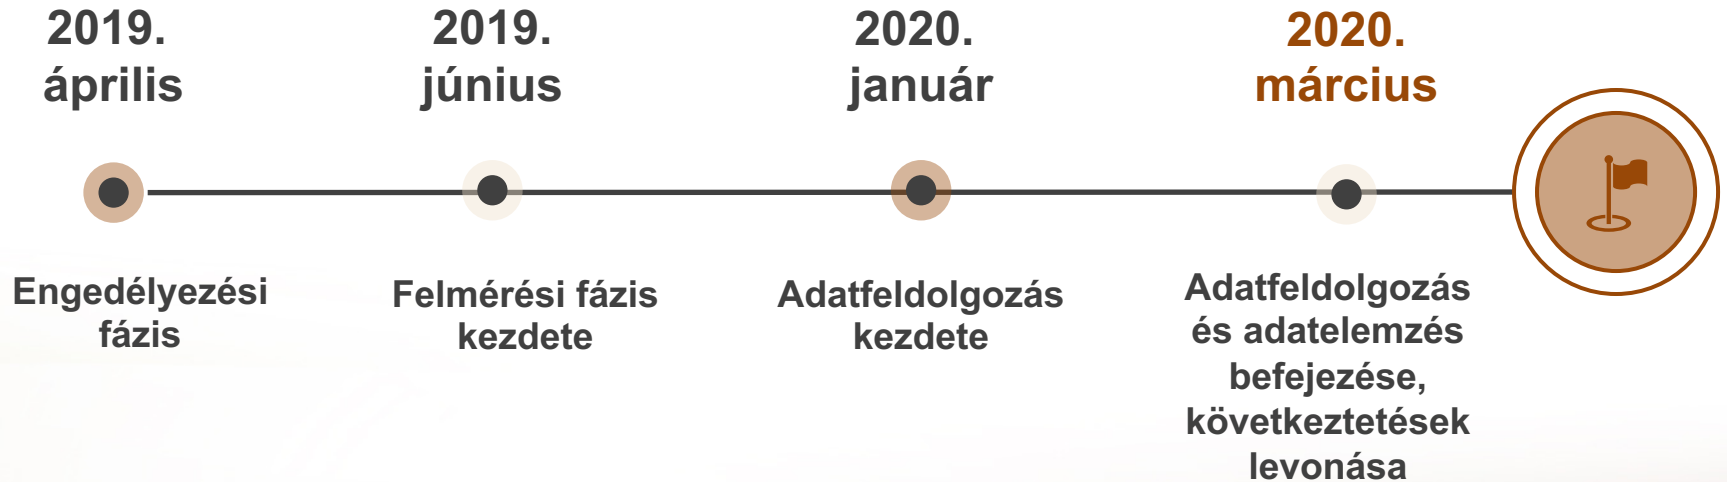 2019.
április
2019.
június
2020.
január
2020.
március
Engedélyezési
fázis
Felmérési fázis
kezdete
Adatfeldolgozás
kezdete
Adatfeldolgozás
és adatelemzés
befejezése,
következtetések
levonása